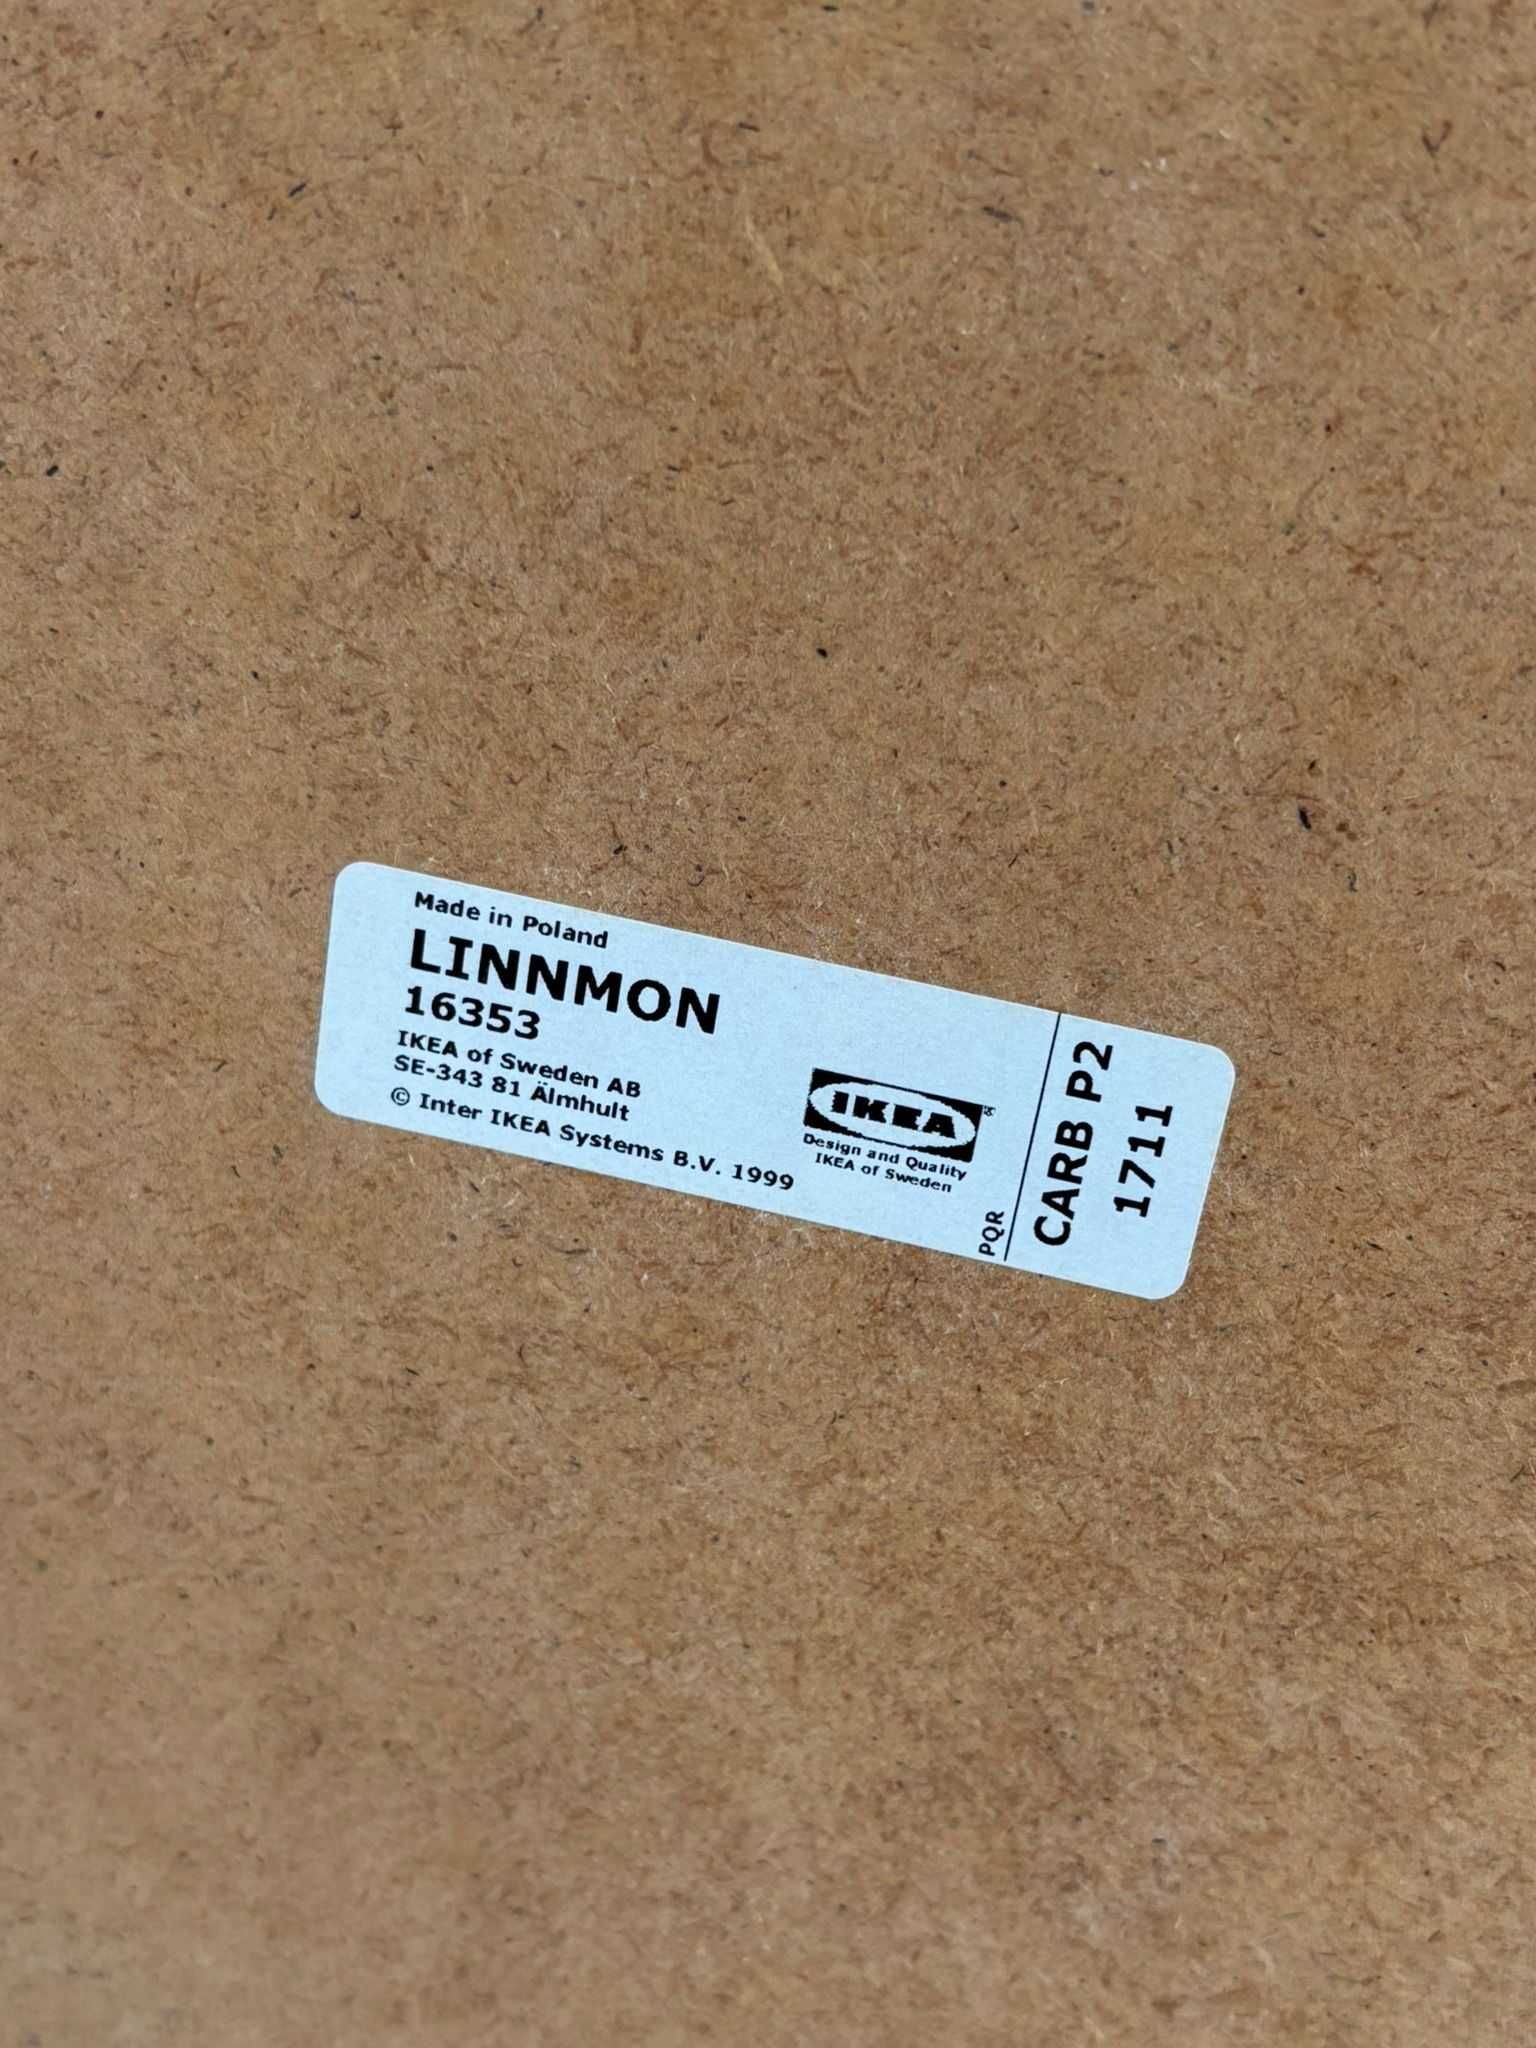 Made in Poland
LINNMON
16353
IKEA of Sweden AB
SE-343 81 Älmhult
© Inter IKEA Systems B.V. 1999
IKEA®
Design and Quality
IKEA of Sweden
PQR
CARB P2
1711